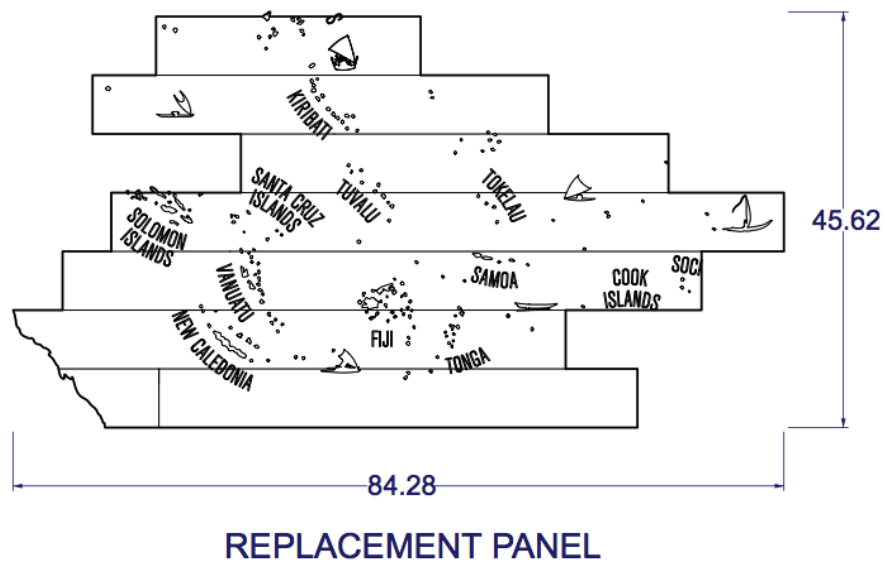 KIRIBATI
SANTA CRUZ
ISLANDS
TUVALU
TOKELAU
SOLOMON
ISLANDS
45.62
VANUATU
SAMOA
COOK
ISLANDS
SOCI
NEW CALEDONIA
FIJI
TONGA
84.28
REPLACEMENT PANEL